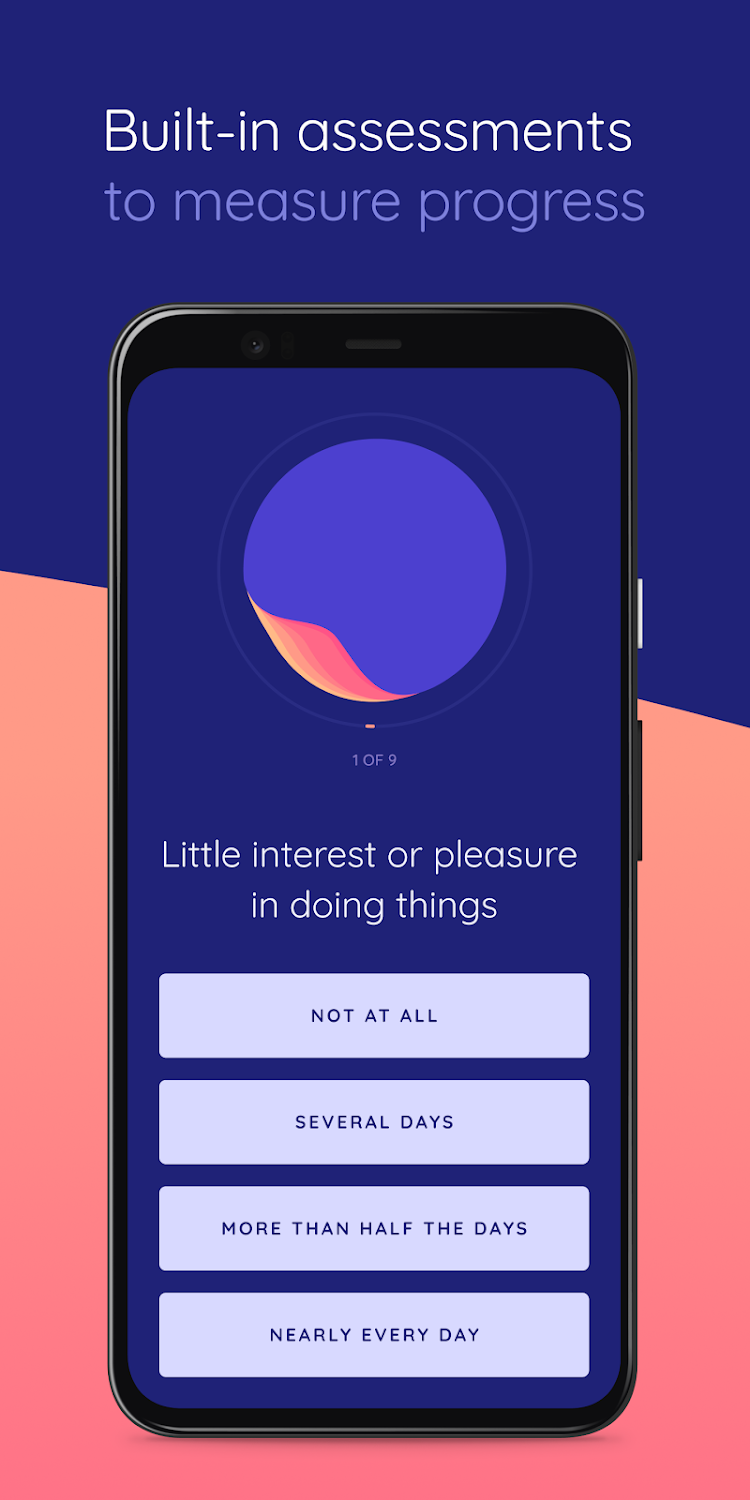 Built-in assessments
to measure progress
1 OF 9
Little interest or pleasure
in doing things
NOT AT ALL
SEVERAL DAYS
MORE THAN HALF THE DAYS
NEARLY EVERY DAY